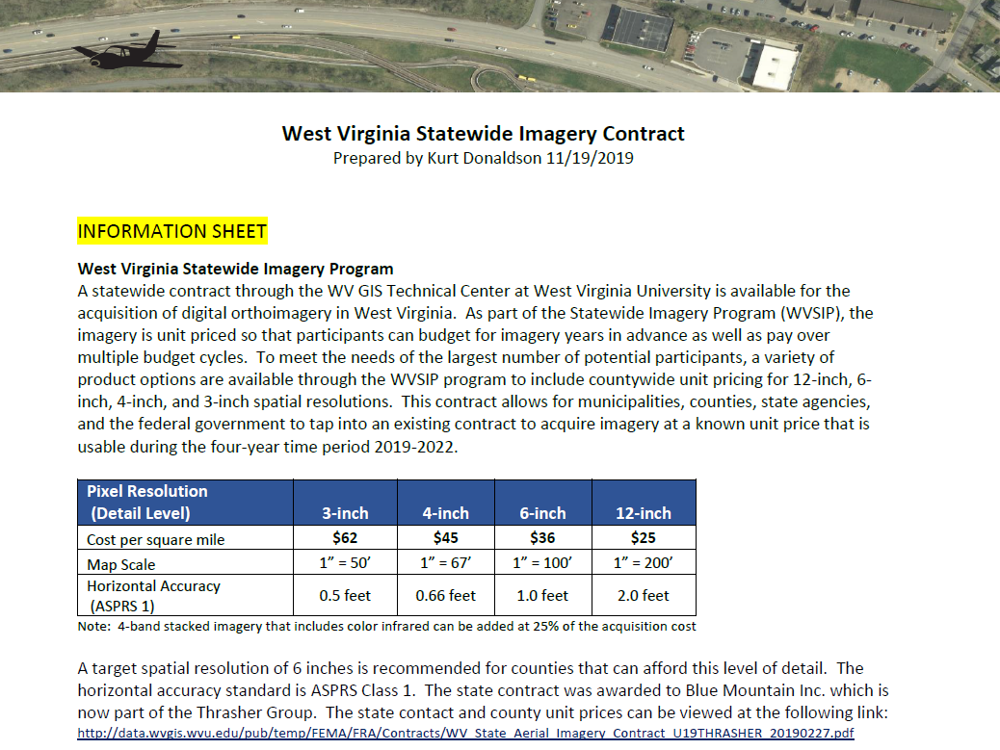 West Virginia Statewide Imagery Contract
Prepared by Kurt Donaldson 11/19/2019
INFORMATION SHEET
West Virginia Statewide Imagery Program
A statewide contract through the WV GIS Technical Center at West Virginia University is available for the
acquisition of digital orthoimagery in West Virginia.  As part of the Statewide Imagery Program (WVSIP), the
imagery is unit priced so that participants can budget for imagery years in advance as well as pay over
multiple budget cycles.  To meet the needs of the largest number of potential participants, a variety of
product options are available through the WVSIP program to include countywide unit pricing for 12-inch, 6-
inch, 4-inch, and 3-inch spatial resolutions.  This contract allows for municipalities, counties, state agencies,
and the federal government to tap into an existing contract to acquire imagery at a known unit price that is
usable during the four-year time period 2019-2022.
Pixel Resolution
(Detail Level) 3-inch 4-inch 6-inch 12-inch
Cost per square mile $62 $45 $36 $25
Map Scale 1” = 50’ 1” = 67’ 1” = 100’ 1” = 200’
Horizontal Accuracy
(ASPRS 1) 0.5 feet 0.66 feet 1.0 feet 2.0 feet
Note:  4-band stacked imagery that includes color infrared can be added at 25% of the acquisition cost
A target spatial resolution of 6 inches is recommended for counties that can afford this level of detail.  The
horizontal accuracy standard is ASPRS Class 1.  The state contract was awarded to Blue Mountain Inc. which is
now part of the Thrasher Group.  The state contact and county unit prices can be viewed at the following link:
http://data.wvgis.wvu.edu/pub/temp/FEMA/FRA/Contracts/WV_State_Aerial_Imagery_Contract_U19THRASHER_20190227.pdf